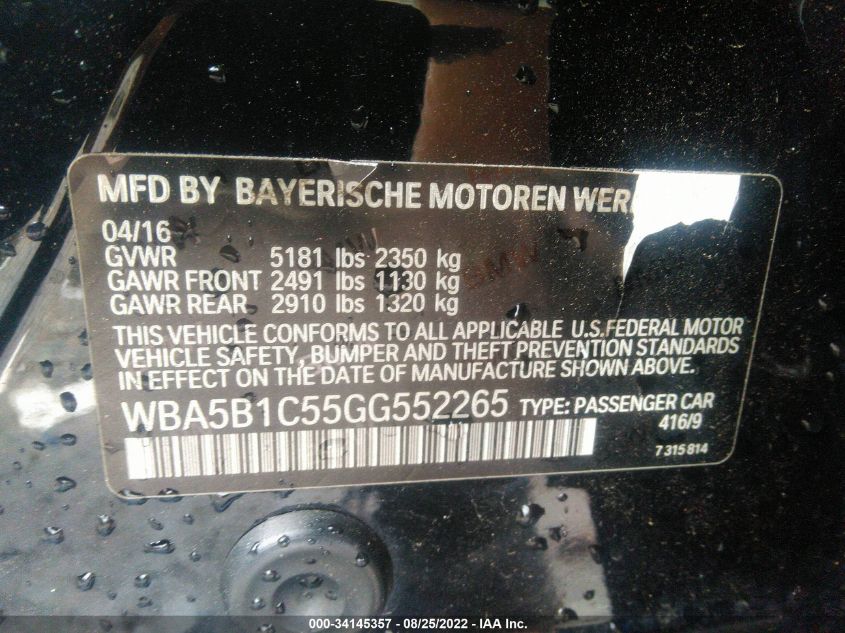 MFD BY BAYERISCHE MOTOREN WER
04/16
GVWR 5181 lbs 2350 kg
GAWR FRONT 2491 lbs 1130 kg
GAWR REAR 2910 lbs 1320 kg
THIS VEHICLE CONFORMS TO ALL APPLICABLE U.S.FEDERAL MOTOR
VEHICLE SAFETY, BUMPER AND THEFT PREVENTION STANDARDS
IN EFFECT ON THE DATE OF MANUFACTURE SHOWN ABOVE.
WBA5B1C55GG552265 TYPE: PASSENGER CAR
416/9
7 315 814
000-34145357 - 08/25/2022 - IAA Inc.